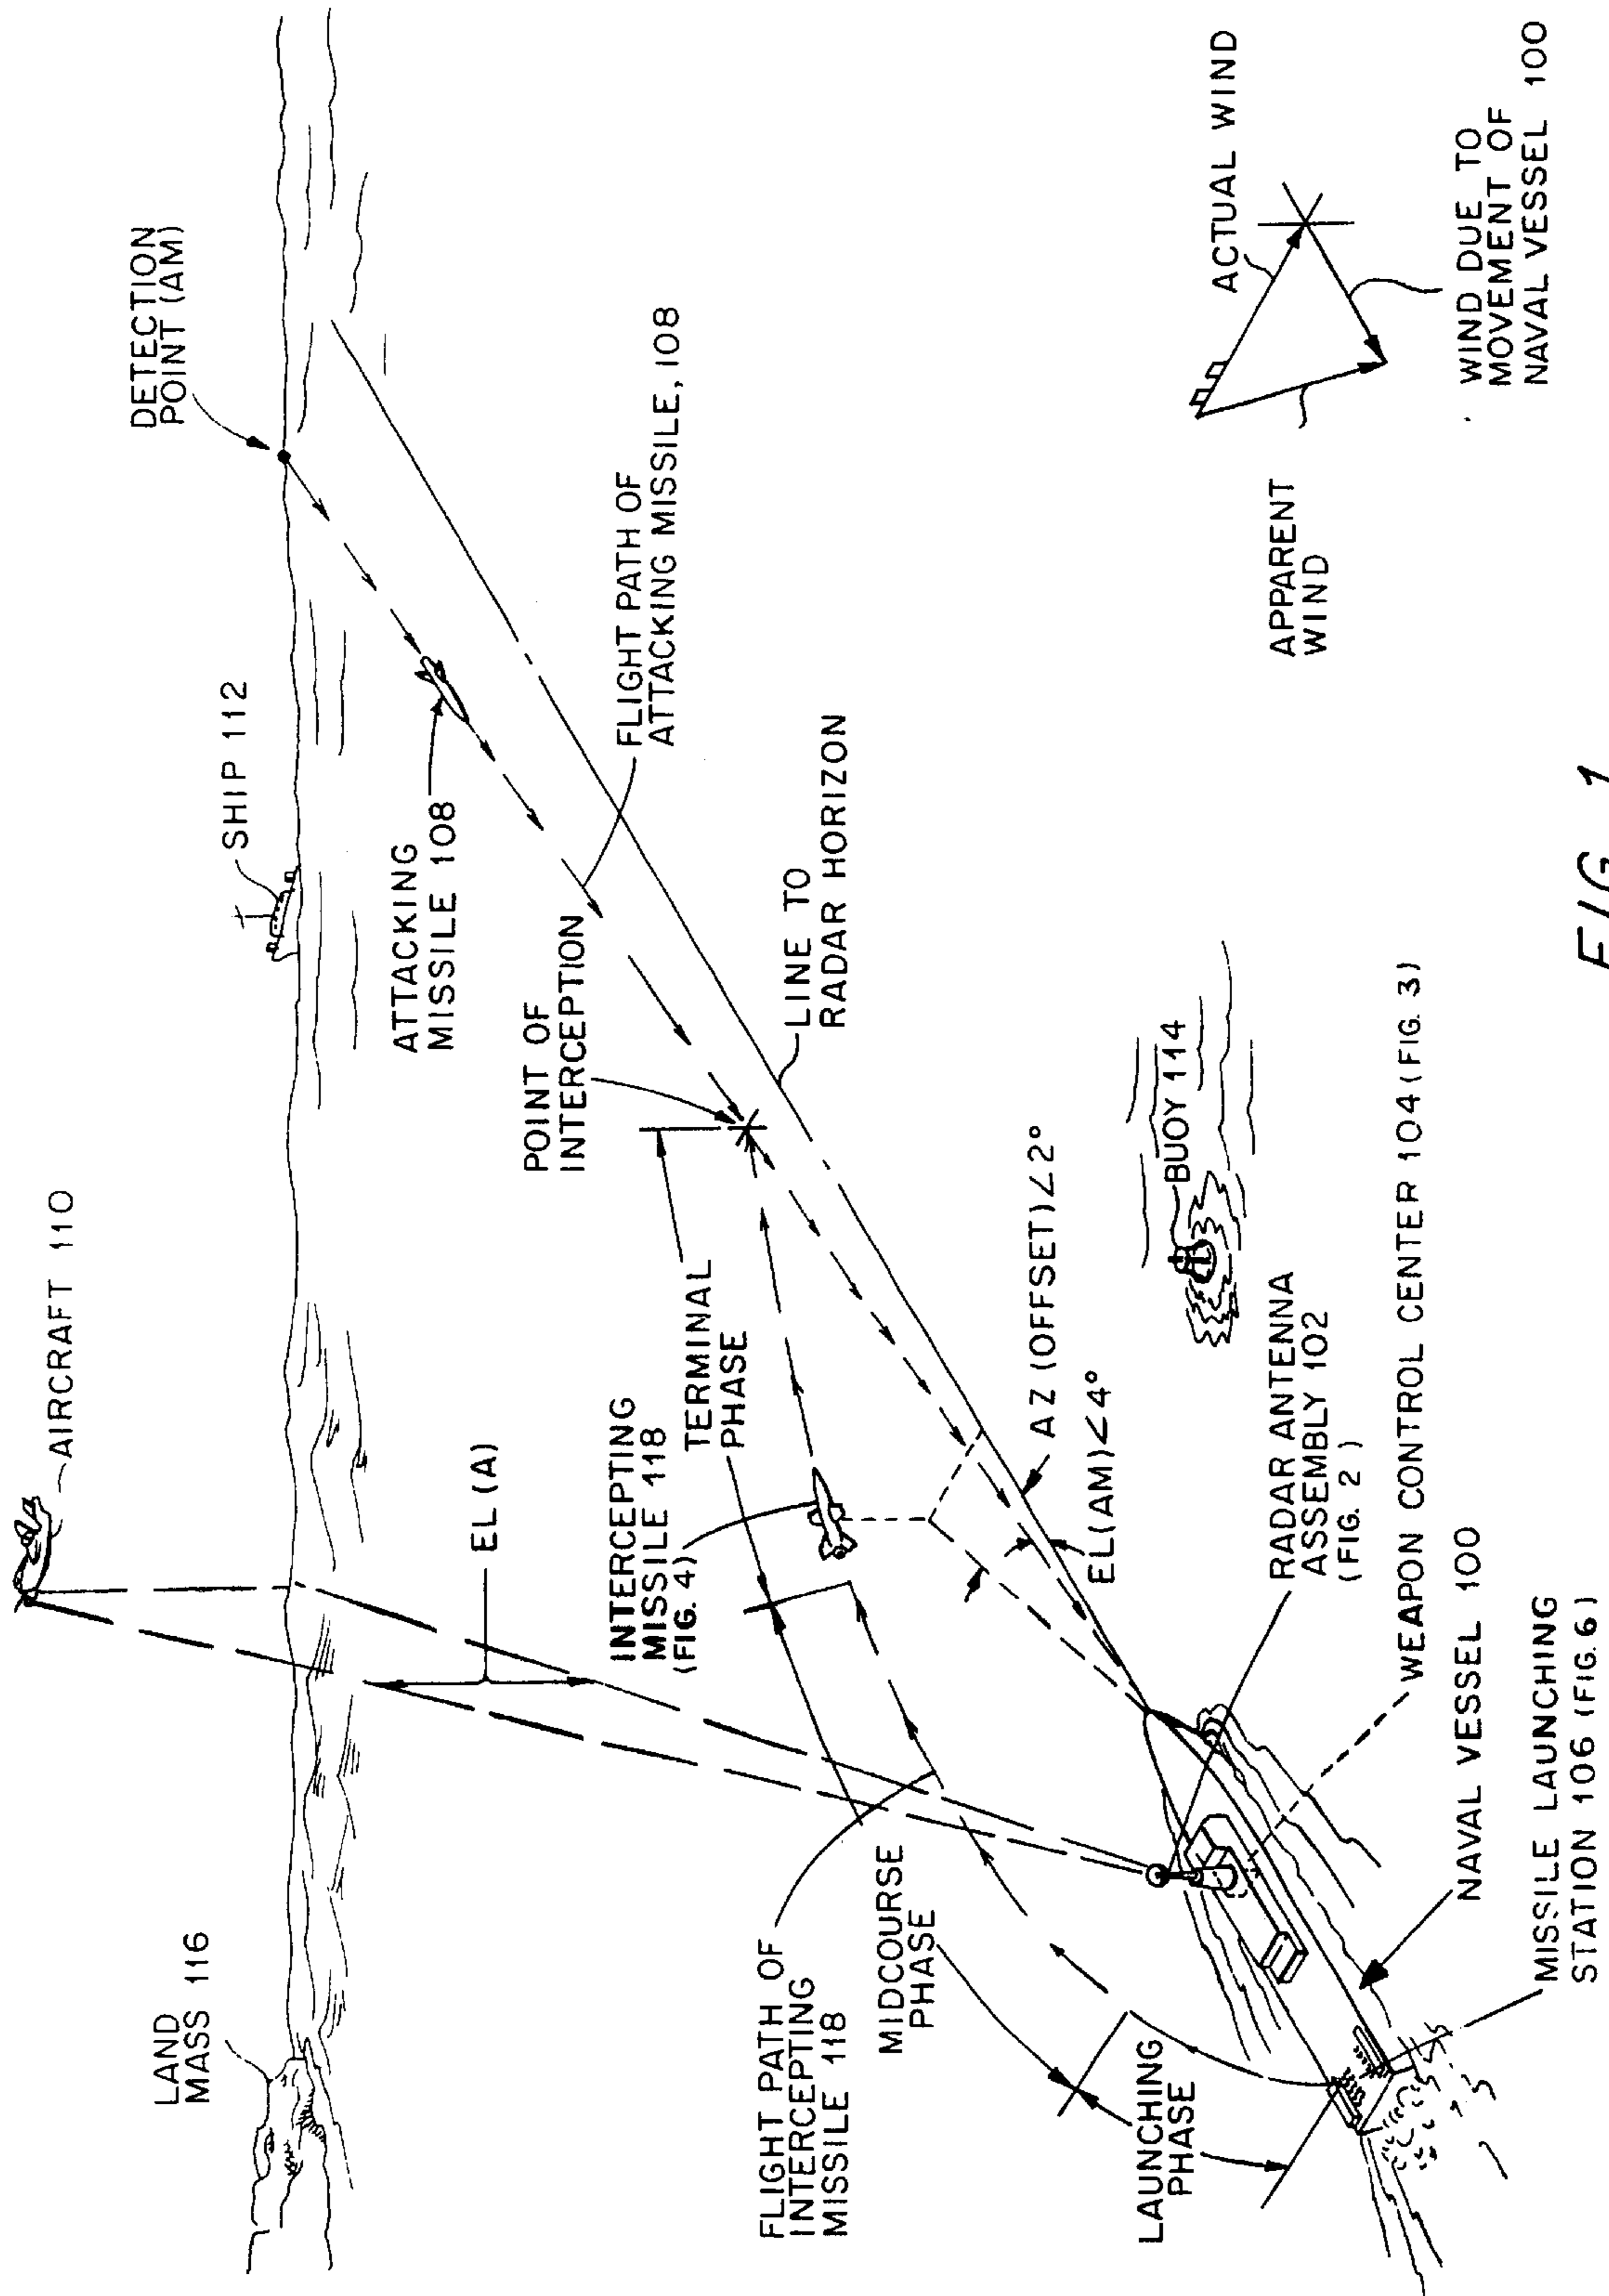 AIRCRAFT 110
LAND
MASS 116
SHIP 112
DETECTION
POINT (AM)
EL (A)
ATTACKING
MISSILE 108
POINT OF
INTERCEPTION
FLIGHT PATH OF
ATTACKING MISSILE, 108
INTERCEPTING
MISSILE 118
(FIG. 4)
TERMINAL
PHASE
LINE TO
RADAR HORIZON
FLIGHT PATH OF
INTERCEPTING
MISSILE 118
MIDCOURSE
PHASE
LAUNCHING
PHASE
AZ (OFFSET)∠2°
EL(AM)∠4°
BUOY 114
RADAR ANTENNA
ASSEMBLY 102
(FIG. 2)
WEAPON CONTROL CENTER 104 (FIG. 3)
NAVAL VESSEL 100
MISSILE LAUNCHING
STATION 106 (FIG. 6)
APPARENT
WIND
ACTUAL WIND
WIND DUE TO
MOVEMENT OF
NAVAL VESSEL 100
FIG. 1